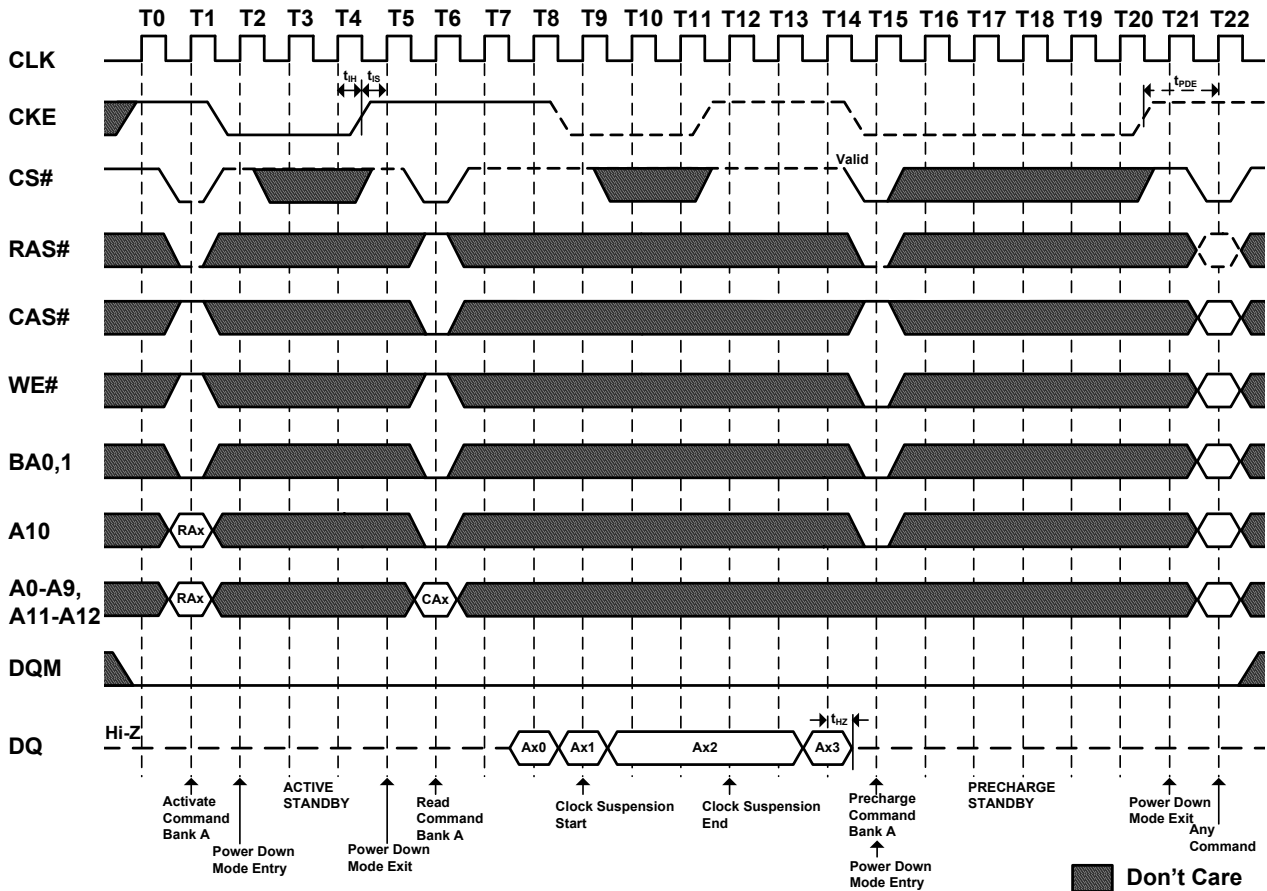 T0 T1 T2 T3 T4 T5 T6 T7 T8 T9 T10 T11 T12 T13 T14 T15 T16 T17 T18 T19 T20 T21 T22
CLK
tIH tIS
tPDE
CKE
Valid
CS#
RAS#
CAS#
WE#
BA0,1
A10
RAx
A0-A9,
A11-A12
RAx
CAx
DQM
Hi-Z
tHZ
DQ
Ax0
Ax1
Ax2
Ax3
Activate
Command
Bank A
Power Down
Mode Entry
ACTIVE
STANDBY
Power Down
Mode Exit
Read
Command
Bank A
Clock Suspension
Start
Clock Suspension
End
Precharge
Command
Bank A
Power Down
Mode Entry
PRECHARGE
STANDBY
Power Down
Mode Exit
Any
Command
Don't Care